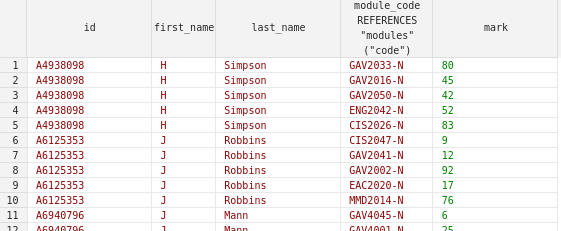 id first_name last_name module_code REFERENCES "modules" ("code") mark
1 A4938098 H Simpson GAV2033-N 80
2 A4938098 H Simpson GAV2016-N 45
3 A4938098 H Simpson GAV2050-N 42
4 A4938098 H Simpson ENG2042-N 52
5 A4938098 H Simpson CIS2026-N 83
6 A6125353 J Robbins CIS2047-N 9
7 A6125353 J Robbins GAV2041-N 12
8 A6125353 J Robbins GAV2002-N 92
9 A6125353 J Robbins EAC2020-N 17
10 A6125353 J Robbins MMD2014-N 76
11 A6940796 J Mann GAV4045-N 6
12 A6940796 J Mann GAV4001-N 25